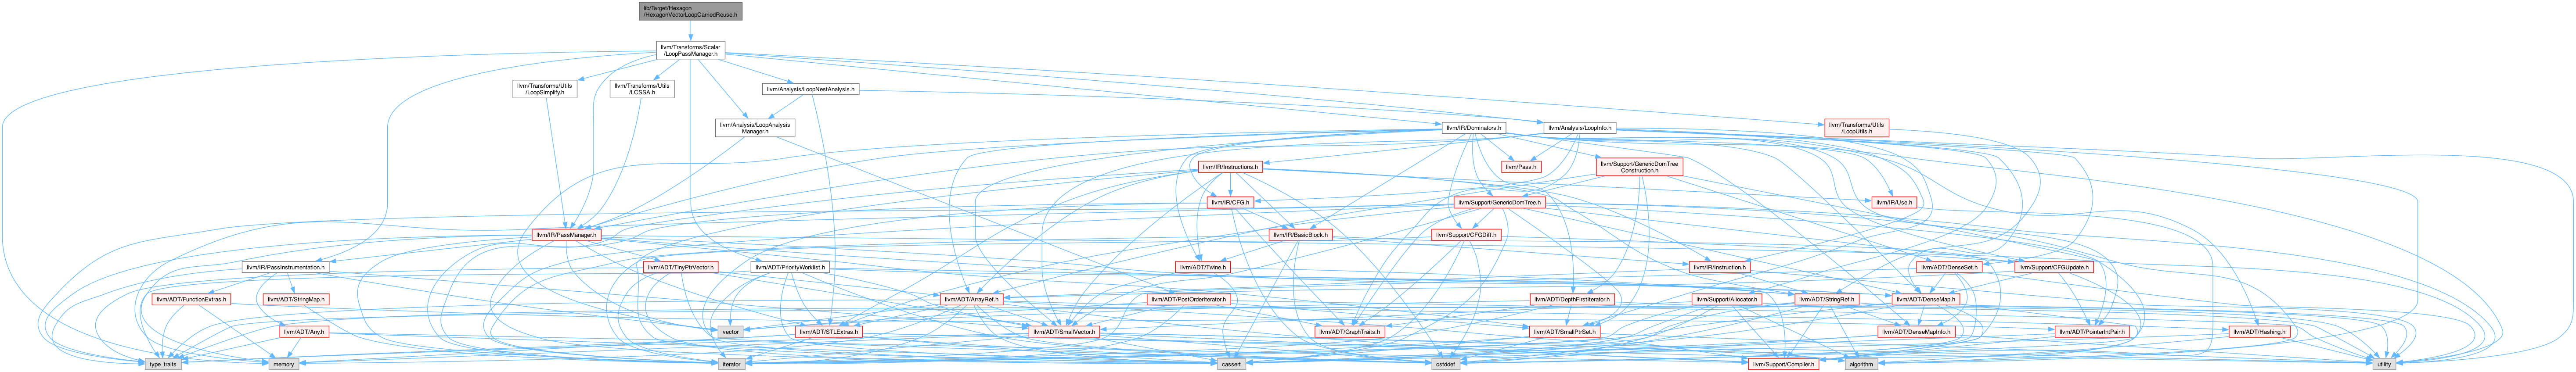 lib/Target/Hexagon
/HexagonVectorLoopCarriedReuse.h
llvm/Transforms/Scalar
/LoopPassManager.h
llvm/Transforms/Utils
/LoopSimplify.h
llvm/Transforms/Utils
/LCSSA.h
llvm/Analysis/LoopNestAnalysis.h
llvm/Analysis/LoopAnalysis
Manager.h
llvm/IR/Dominators.h
llvm/Analysis/LoopInfo.h
llvm/Transforms/Utils
/LoopUtils.h
llvm/IR/Instructions.h
llvm/Pass.h
llvm/Support/GenericDomTree
Construction.h
llvm/IR/CFG.h
llvm/Support/GenericDomTree.h
llvm/IR/Use.h
llvm/IR/PassManager.h
llvm/IR/BasicBlock.h
llvm/Support/CFGDiff.h
llvm/IR/PassInstrumentation.h
llvm/ADT/TinyPtrVector.h
llvm/ADT/PriorityWorklist.h
llvm/ADT/Twine.h
llvm/IR/Instruction.h
llvm/ADT/DenseSet.h
llvm/Support/CFGUpdate.h
llvm/ADT/FunctionExtras.h
llvm/ADT/StringMap.h
llvm/ADT/ArrayRef.h
llvm/ADT/PostOrderIterator.h
llvm/ADT/DepthFirstIterator.h
llvm/Support/Allocator.h
llvm/ADT/StringRef.h
llvm/ADT/DenseMap.h
llvm/ADT/Any.h
vector
llvm/ADT/STLExtras.h
llvm/ADT/SmallVector.h
llvm/ADT/GraphTraits.h
llvm/ADT/SmallPtrSet.h
llvm/ADT/DenseMapInfo.h
llvm/ADT/PointerIntPair.h
llvm/ADT/Hashing.h
type_traits
memory
iterator
cassert
cstddef
llvm/Support/Compiler.h
algorithm
utility